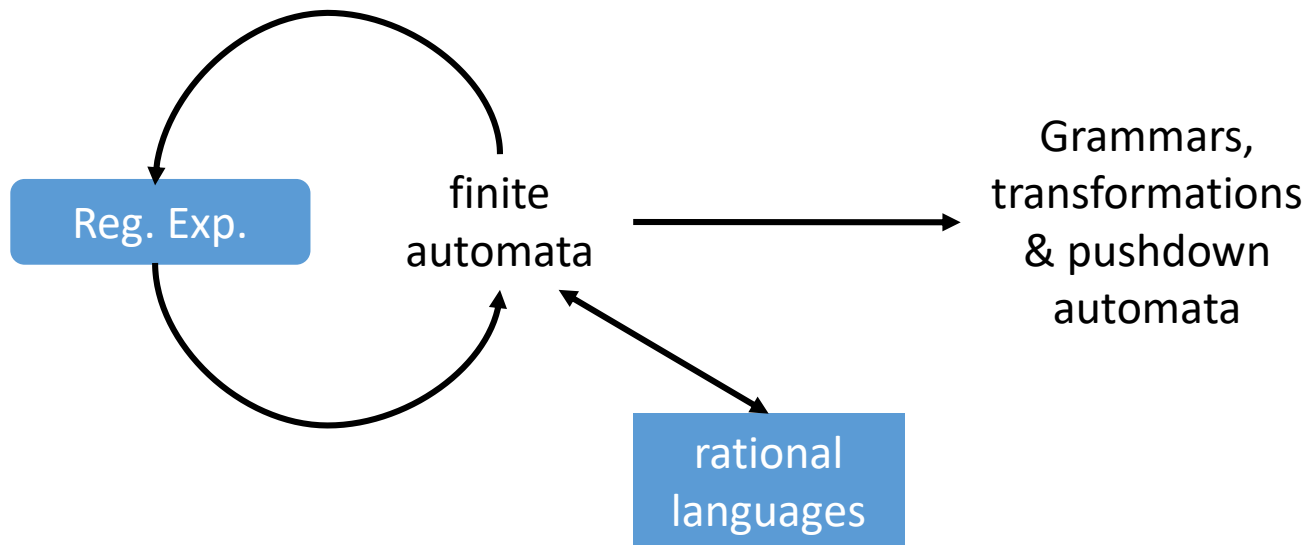 Reg. Exp.
finite
automata
Grammars,
transformations
& pushdown
automata
rational
languages